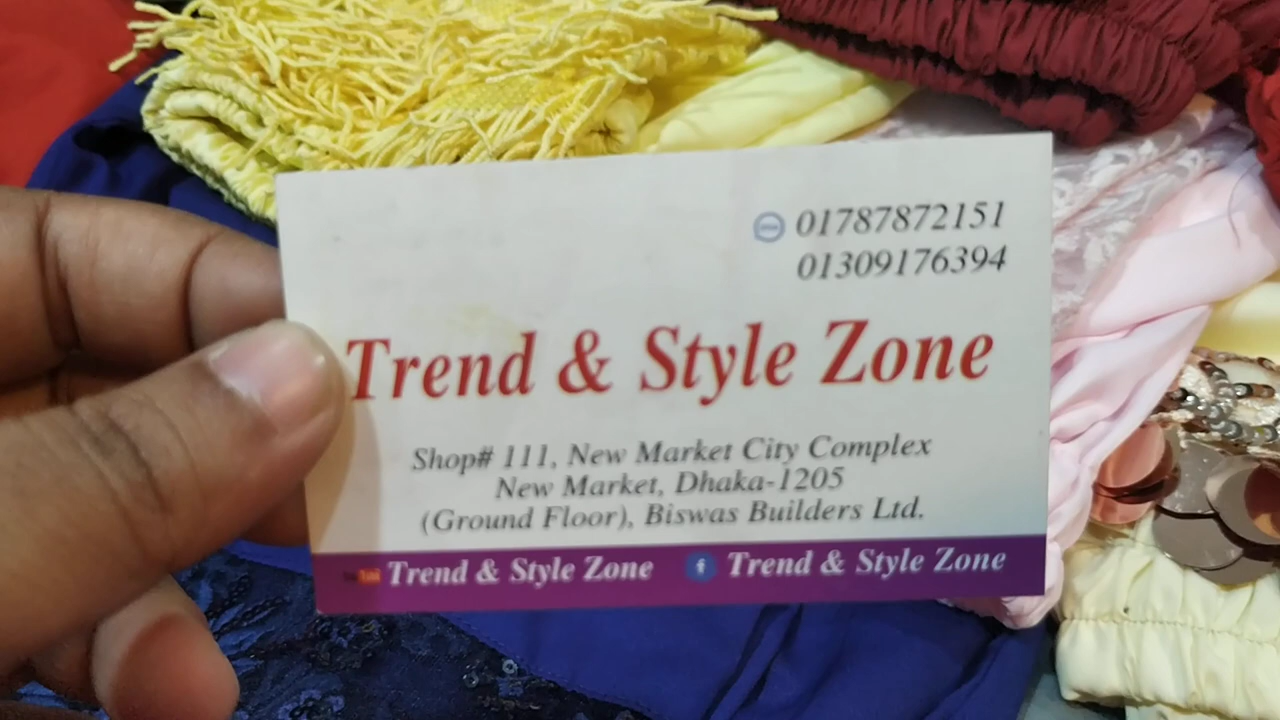 01787872151
01309176394
Trend & Style Zone
Shop# 111, New Market City Complex
New Market, Dhaka-1205
(Ground Floor), Biswas Builders Ltd.
Trend & Style Zone f Trend & Style Zone